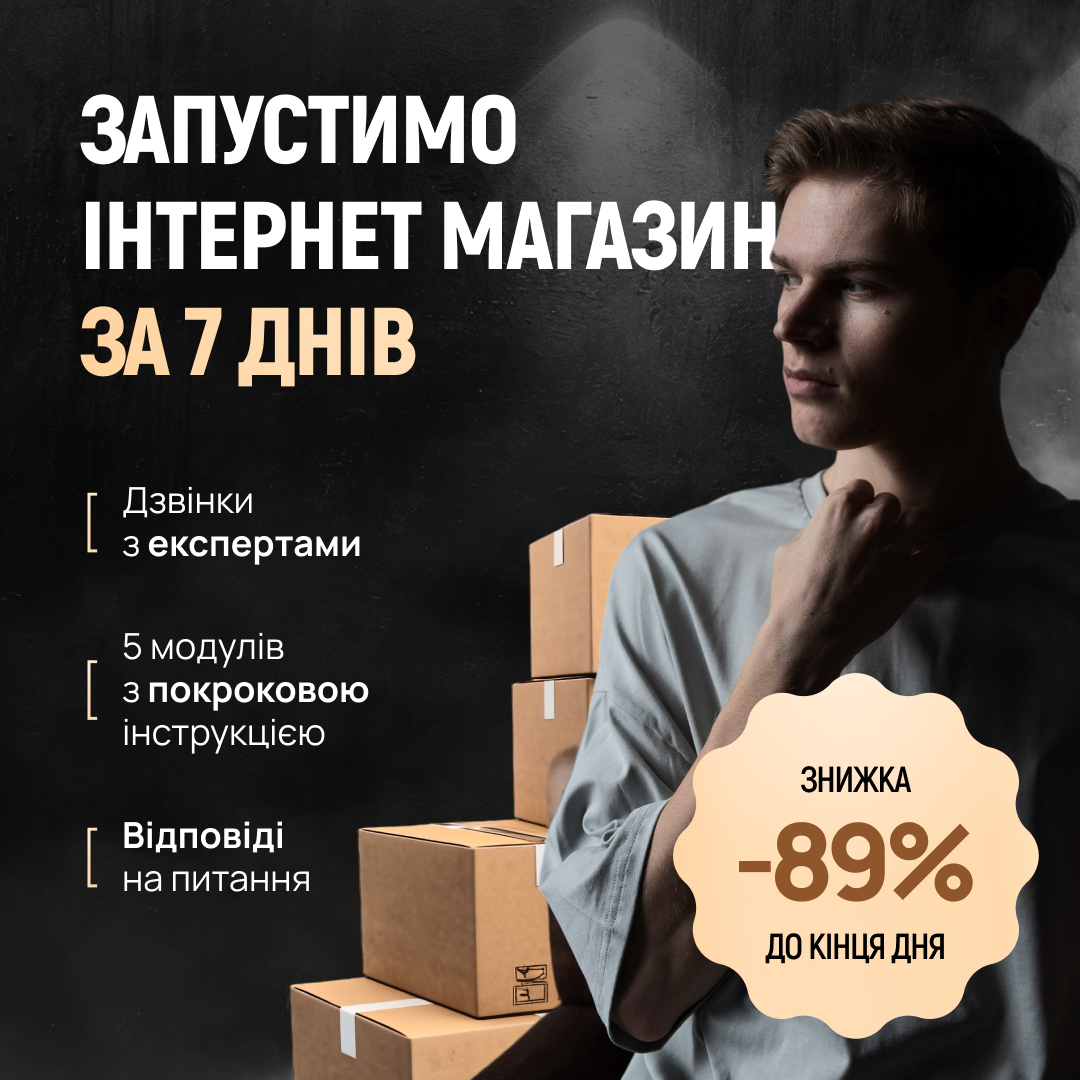 ЗАПУСТИМО
ІНТЕРНЕТ МАГАЗИН
ЗА 7 ДНІВ
Дзвінки
з експертами
5 модулів
з покроковою
інструкцією
Відповіді
на питання
ЗНИЖКА
-89%
ДО КІНЦЯ ДНЯ